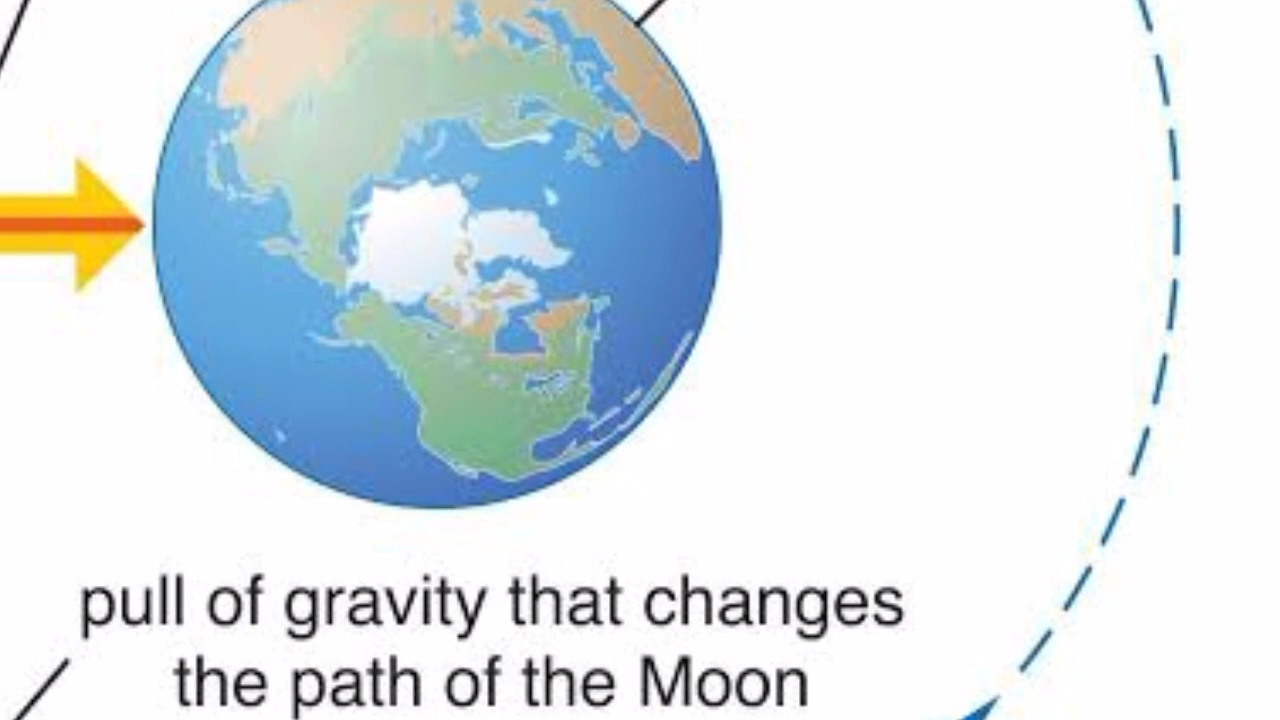 pull of gravity that changes
the path of the Moon